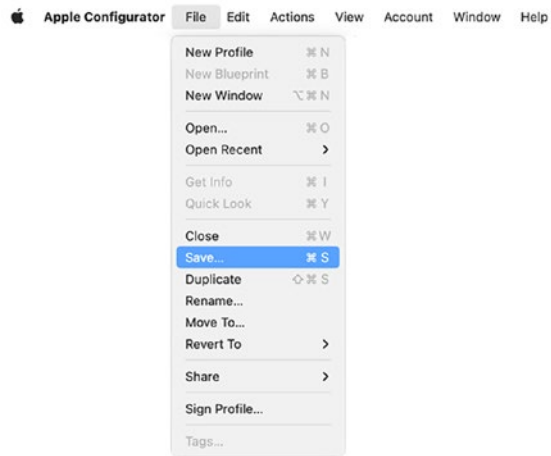 Apple Configurator File Edit Actions View Account Window Help
New Profile ⌘ N
New Blueprint ⌘ B
New Window ⌥⌘ N
Open... ⌘ O
Open Recent >
Get Info ⌘ I
Quick Look ⌘ Y
Close ⌘ W
Save... ⌘ S
Duplicate ⇧⌘ S
Rename...
Move To...
Revert To >
Share >
Sign Profile...
Tags...